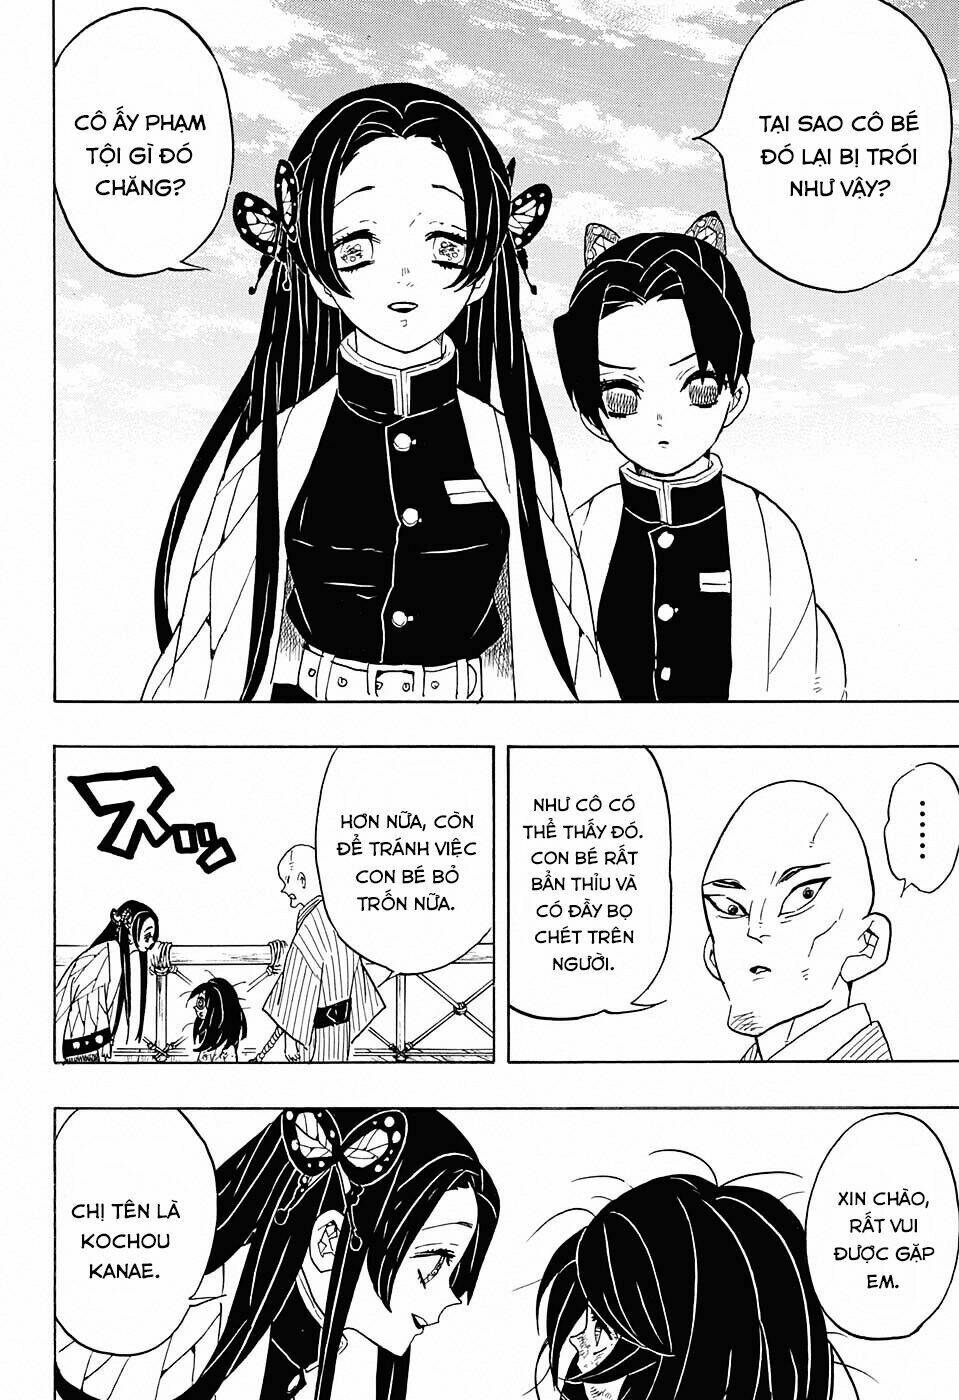 TẠI SAO CÔ BÉ
ĐÓ LẠI BỊ TRÓI
NHƯ VẬY?
CÔ ẤY PHẠM
TỘI GÌ ĐÓ
CHĂNG?
......
NHƯ CÔ CÓ
THỂ THẤY ĐÓ.
CON BÉ RẤT
BẨN THỈU VÀ
CÓ ĐẦY BỌ
CHÉT TRÊN
NGƯỜI.
HƠN NỮA, CÒN
ĐỂ TRÁNH VIỆC
CON BÉ BỎ
TRỐN NỮA.
スッ
XIN CHÀO,
RẤT VUI
ĐƯỢC GẶP
EM.
CHỊ TÊN LÀ
KOCHOU
KANAE.